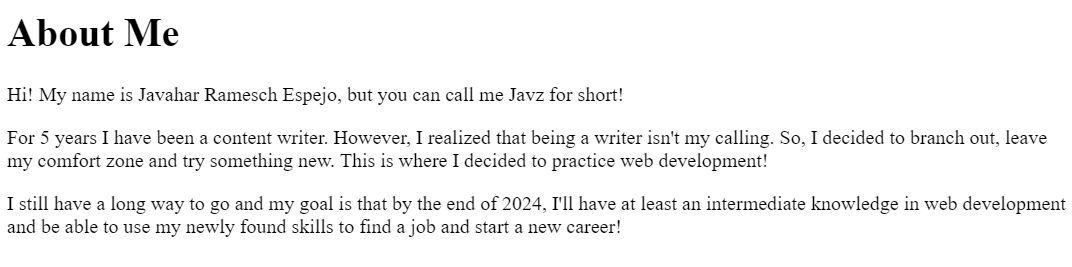 About Me
Hi! My name is Javahar Ramesch Espejo, but you can call me Javz for short!
For 5 years I have been a content writer. However, I realized that being a writer isn't my calling. So, I decided to branch out, leave
my comfort zone and try something new. This is where I decided to practice web development!
I still have a long way to go and my goal is that by the end of 2024, I'll have at least an intermediate knowledge in web development
and be able to use my newly found skills to find a job and start a new career!